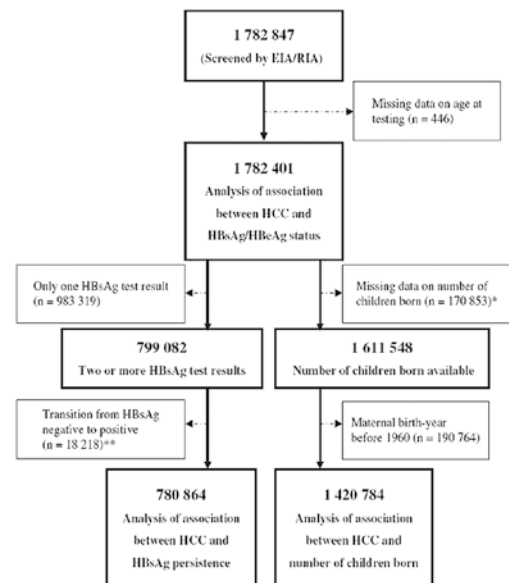 1 782 847
(Screened by EIA/RIA)
Missing data on age at
testing (n = 446)
1 782 401
Analysis of association
between HCC and
HBsAg/HBeAg status
Only one HBsAg test result
(n = 983 319)
Missing data on number of
children born (n = 170 853)*
799 082
Two or more HBsAg test results
1 611 548
Number of children born available
Transition from HBsAg
negative to positive
(n = 18 218)**
Maternal birth-year
before 1960 (n = 190 764)
780 864
Analysis of association
between HCC and
HBsAg persistence
1 420 784
Analysis of association
between HCC and
number of children born